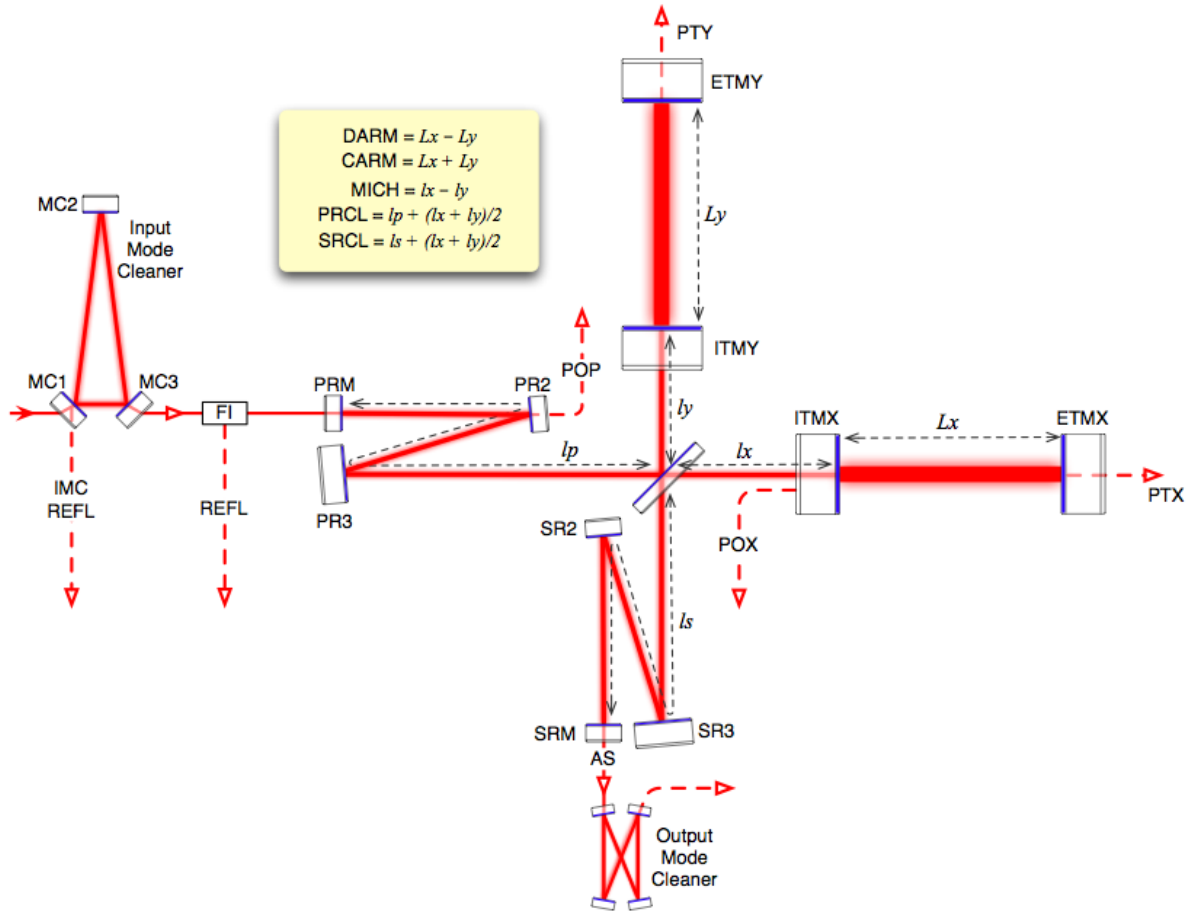 PTY
ETMY
DARM = Lx – Ly
CARM = Lx + Ly
MICH = lx – ly
PRCL = lp + (lx + ly)/2
SRCL = ls + (lx + ly)/2
MC2
Input
Mode
Cleaner
Ly
ITMY
MC1
MC3
FI
PRM
PR2
POP
ly
ITMX
Lx
ETMX
lp
lx
IMC
REFL
REFL
PR3
SR2
POX
PTX
ls
SRM
SR3
AS
Output
Mode
Cleaner